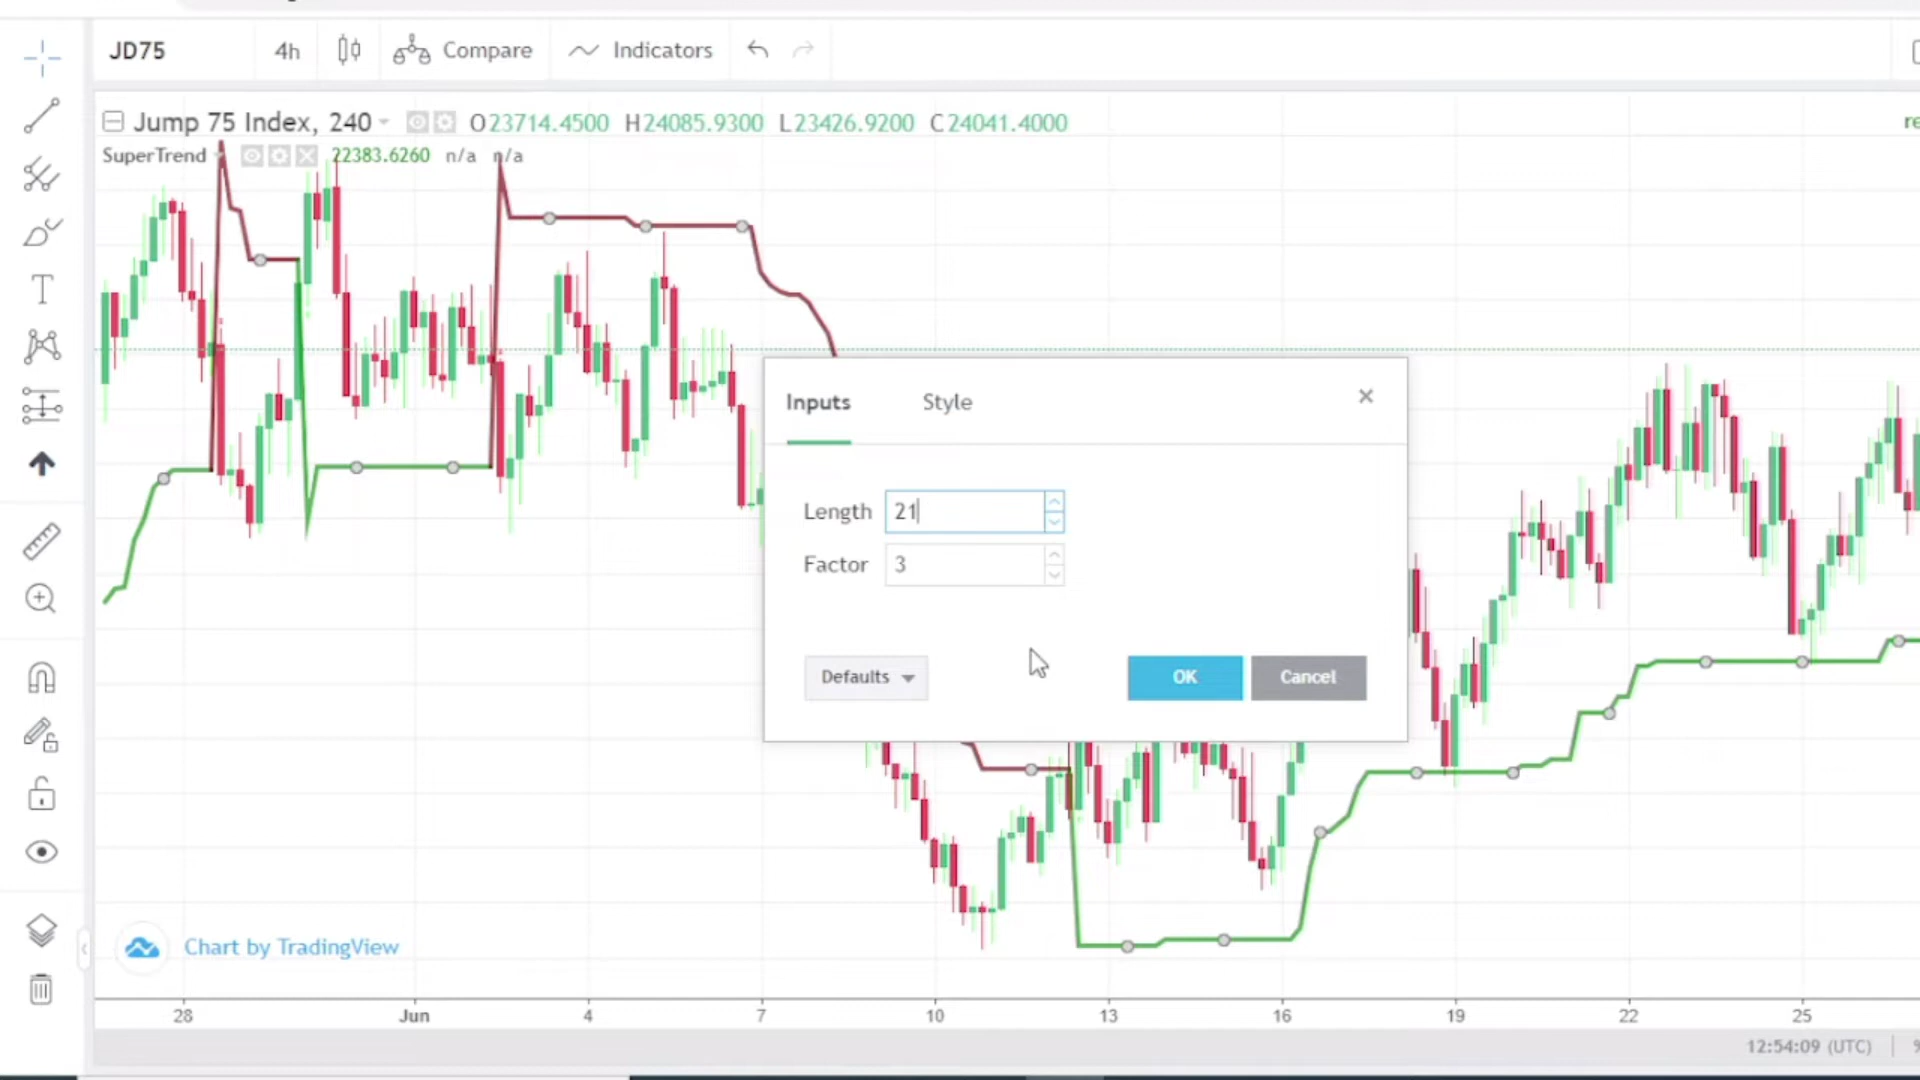 JD75 4h Compare Indicators
Jump 75 Index, 240 O23714.4500 H24085.9300 L23426.9200 C24041.4000
re
SuperTrend 22383.6260 n/a n/a
Inputs Style
Length 21
Factor 3
Defaults OK Cancel
Chart by TradingView
28 Jun 4 7 10 13 16 19 22 25
12:54:09 (UTC) %